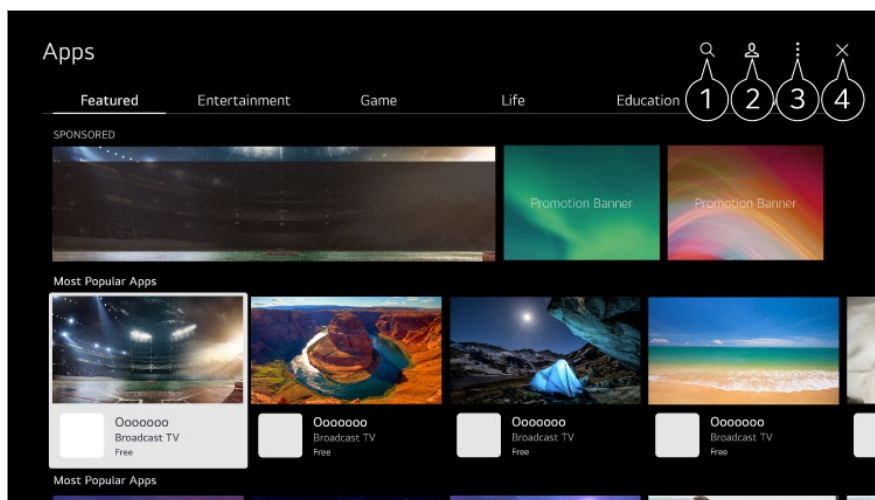 Apps
1 2 3 4
Featured Entertainment Game Life Education
SPONSORED
Promotion Banner Promotion Banner
Most Popular Apps
Ooooooo Ooooooo Ooooooo Ooooooo
Broadcast TV Broadcast TV Broadcast TV Broadcast TV
Free Free Free Free
Most Popular Apps